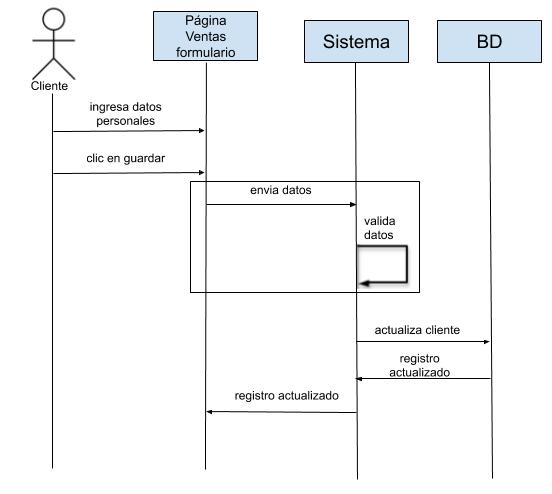 Página
Ventas
formulario
Sistema
BD
Cliente
ingresa datos
personales
clic en guardar
envia datos
valida
datos
actualiza cliente
registro
actualizado
registro actualizado